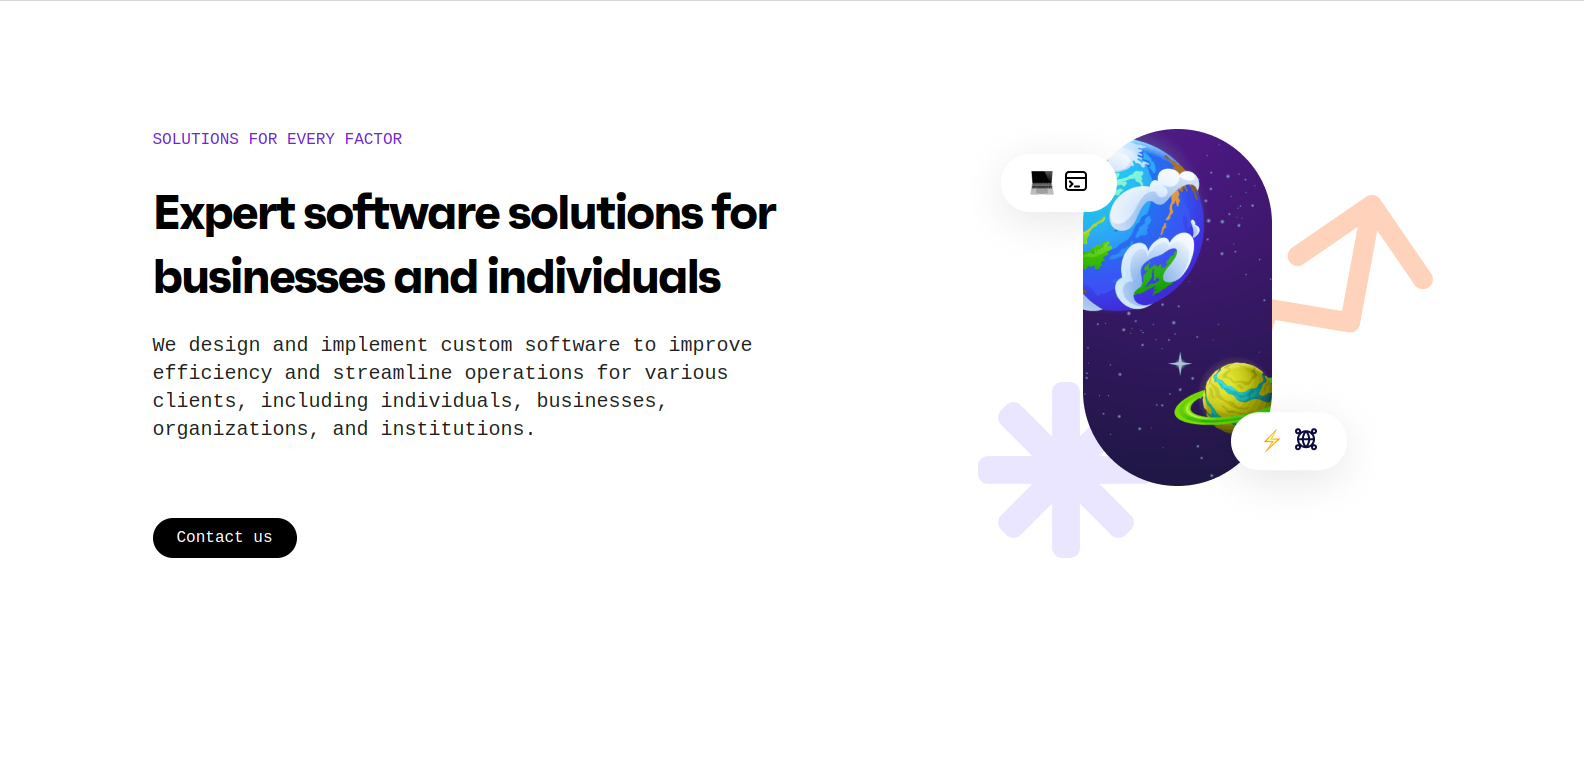 SOLUTIONS FOR EVERY FACTOR
Expert software solutions for
businesses and individuals
We design and implement custom software to improve
efficiency and streamline operations for various
clients, including individuals, businesses,
organizations, and institutions.
Contact us